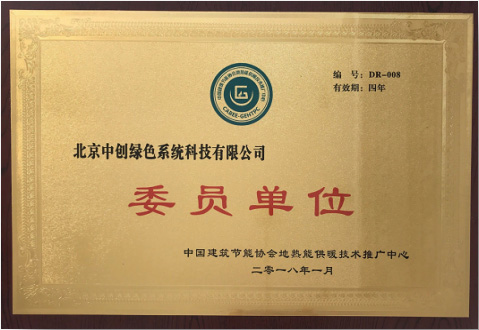 编 号：DR-008
有效期：四年
CABEE-GEHTPC
北京中创绿色系统科技有限公司
委员单位
中国建筑节能协会地热能供暖技术推广中心
二零一八年一月